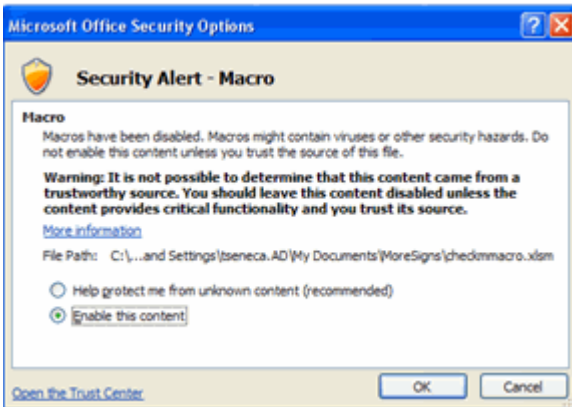 Microsoft Office Security Options
Security Alert - Macro
Macro
Macros have been disabled. Macros might contain viruses or other security hazards. Do
not enable this content unless you trust the source of this file.
Warning: It is not possible to determine that this content came from a
trustworthy source. You should leave this content disabled unless the
content provides critical functionality and you trust its source.
More information
File Path: C:\...and Settings\tseneca.AD\My Documents\MoreSigns\checkmmacro.xlsm
Help protect me from unknown content (recommended)
Enable this content
Open the Trust Center
OK
Cancel